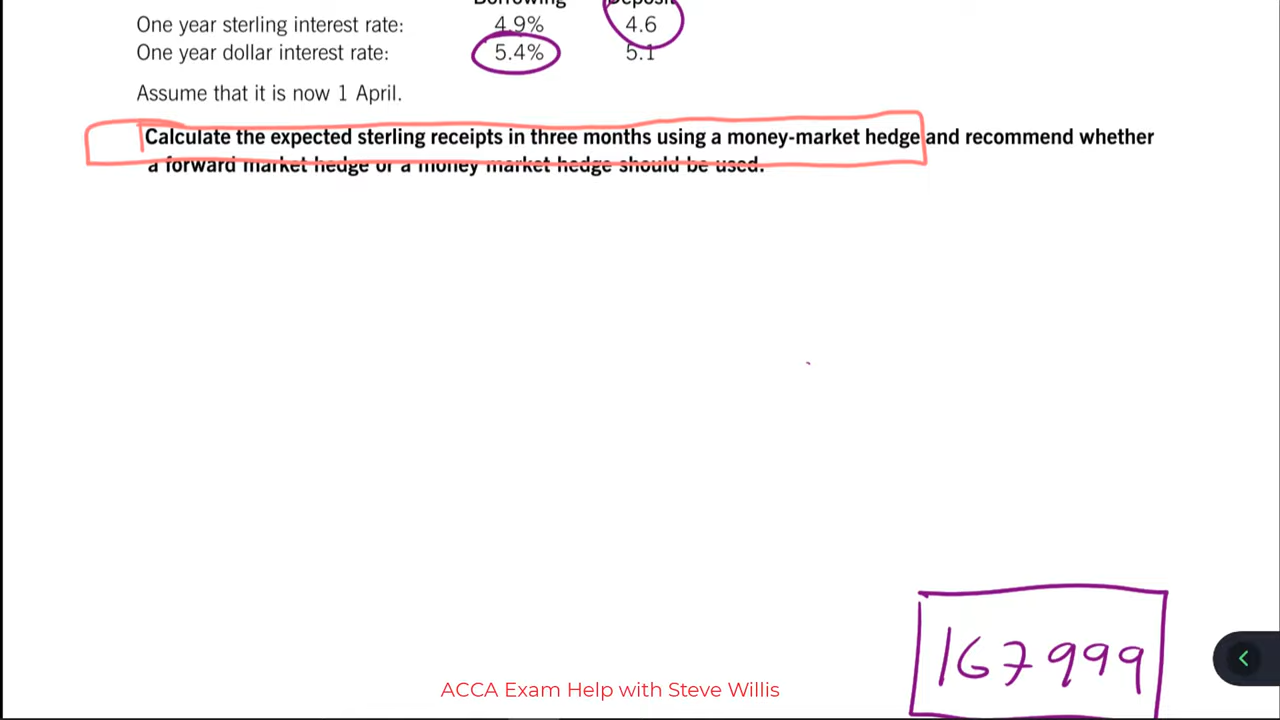 Borrowing Deposit
One year sterling interest rate: 4.9% 4.6
One year dollar interest rate: 5.4% 5.1
Assume that it is now 1 April.
Calculate the expected sterling receipts in three months using a money-market hedge and recommend whether
a forward market hedge or a money market hedge should be used.
167999
ACCA Exam Help with Steve Willis